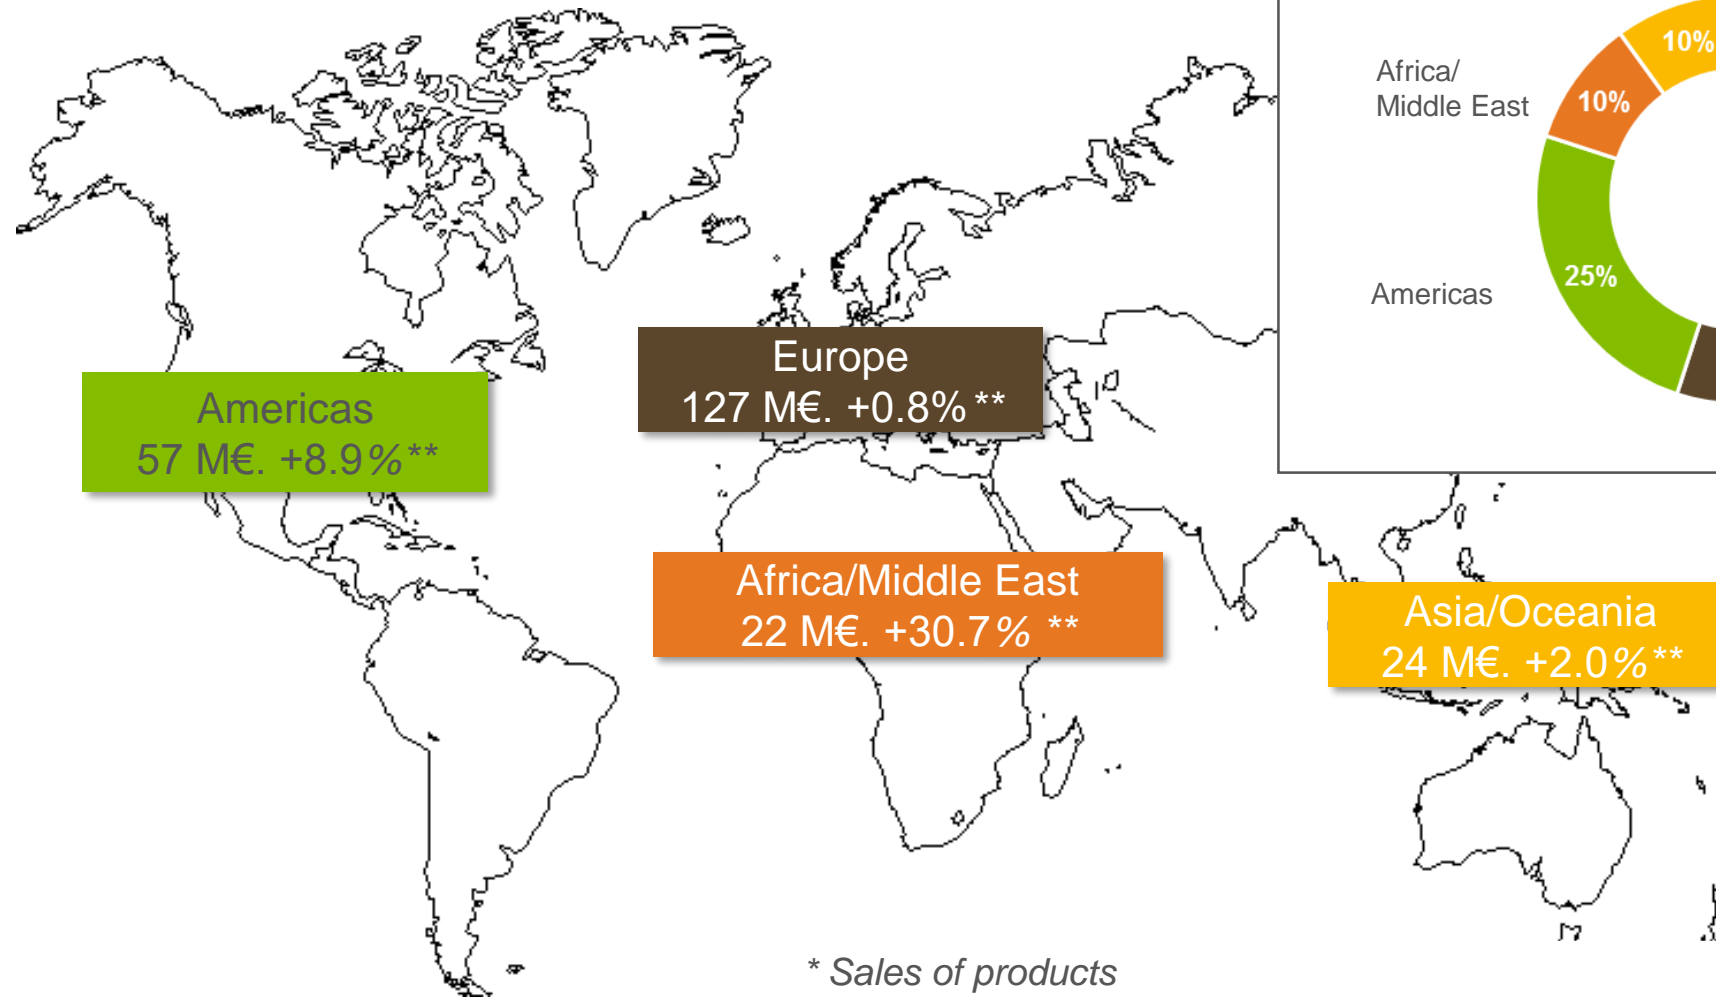 10%
Africa/
Middle East
10%
25%
Americas
Europe
127 M€. +0.8% **
Americas
57 M€. +8.9%**
Africa/Middle East
22 M€. +30.7% **
Asia/Oceania
24 M€. +2.0%**
* Sales of products